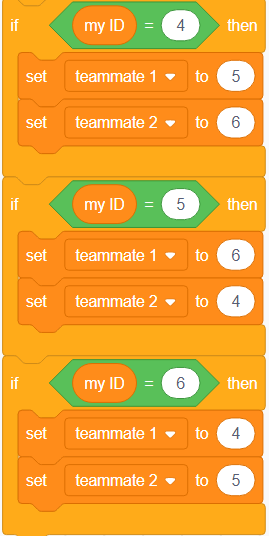 if my ID = 4 then
set teammate 1 to 5
set teammate 2 to 6
if my ID = 5 then
set teammate 1 to 6
set teammate 2 to 4
if my ID = 6 then
set teammate 1 to 4
set teammate 2 to 5